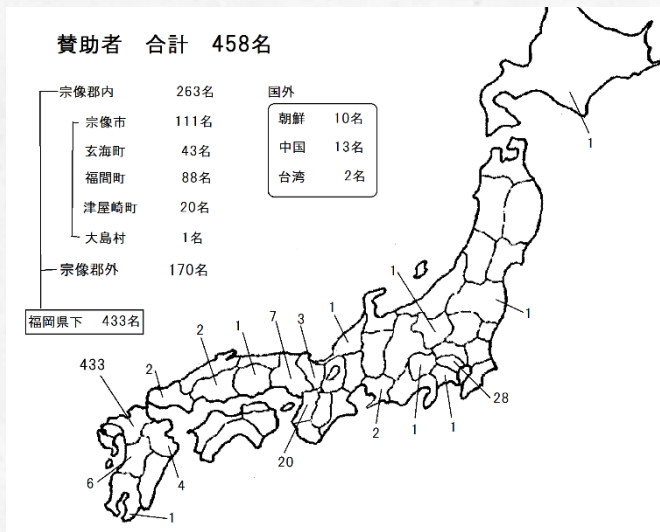 賛助者 合計 458名
宗像郡内 263名
宗像市 111名
玄海町 43名
福間町 88名
津屋崎町 20名
大島村 1名
宗像郡外 170名
福岡県下 433名
国外
朝鮮 10名
中国 13名
台湾 2名
1
1
1
1
3
7
1
2
2
433
28
1
1
2
20
4
6
1